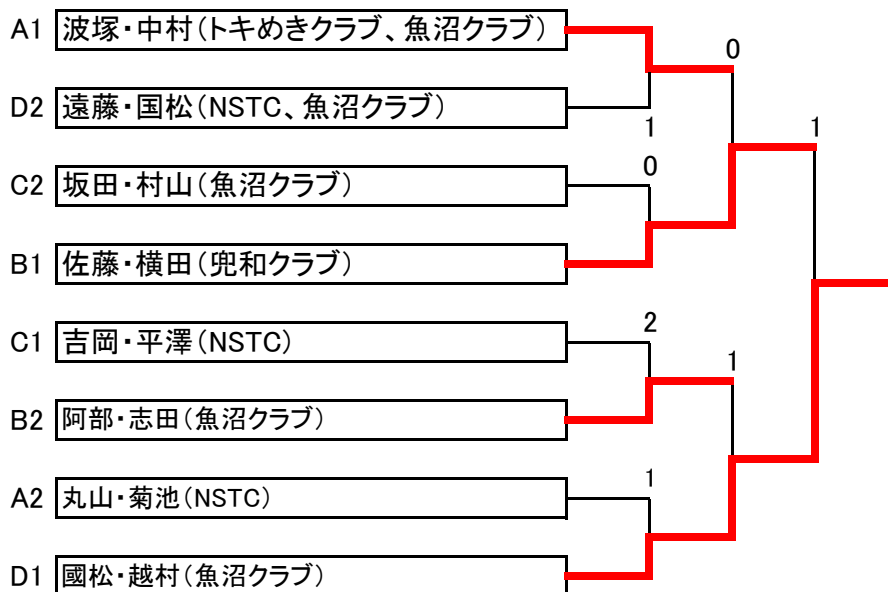 A1 波塚・中村(トキめきクラブ、魚沼クラブ)
0
D2 遠藤・国松(NSTC、魚沼クラブ)
1
1
0
C2 坂田・村山(魚沼クラブ)
B1 佐藤・横田(兜和クラブ)
2
C1 吉岡・平澤(NSTC)
1
B2 阿部・志田(魚沼クラブ)
1
A2 丸山・菊池(NSTC)
D1 國松・越村(魚沼クラブ)